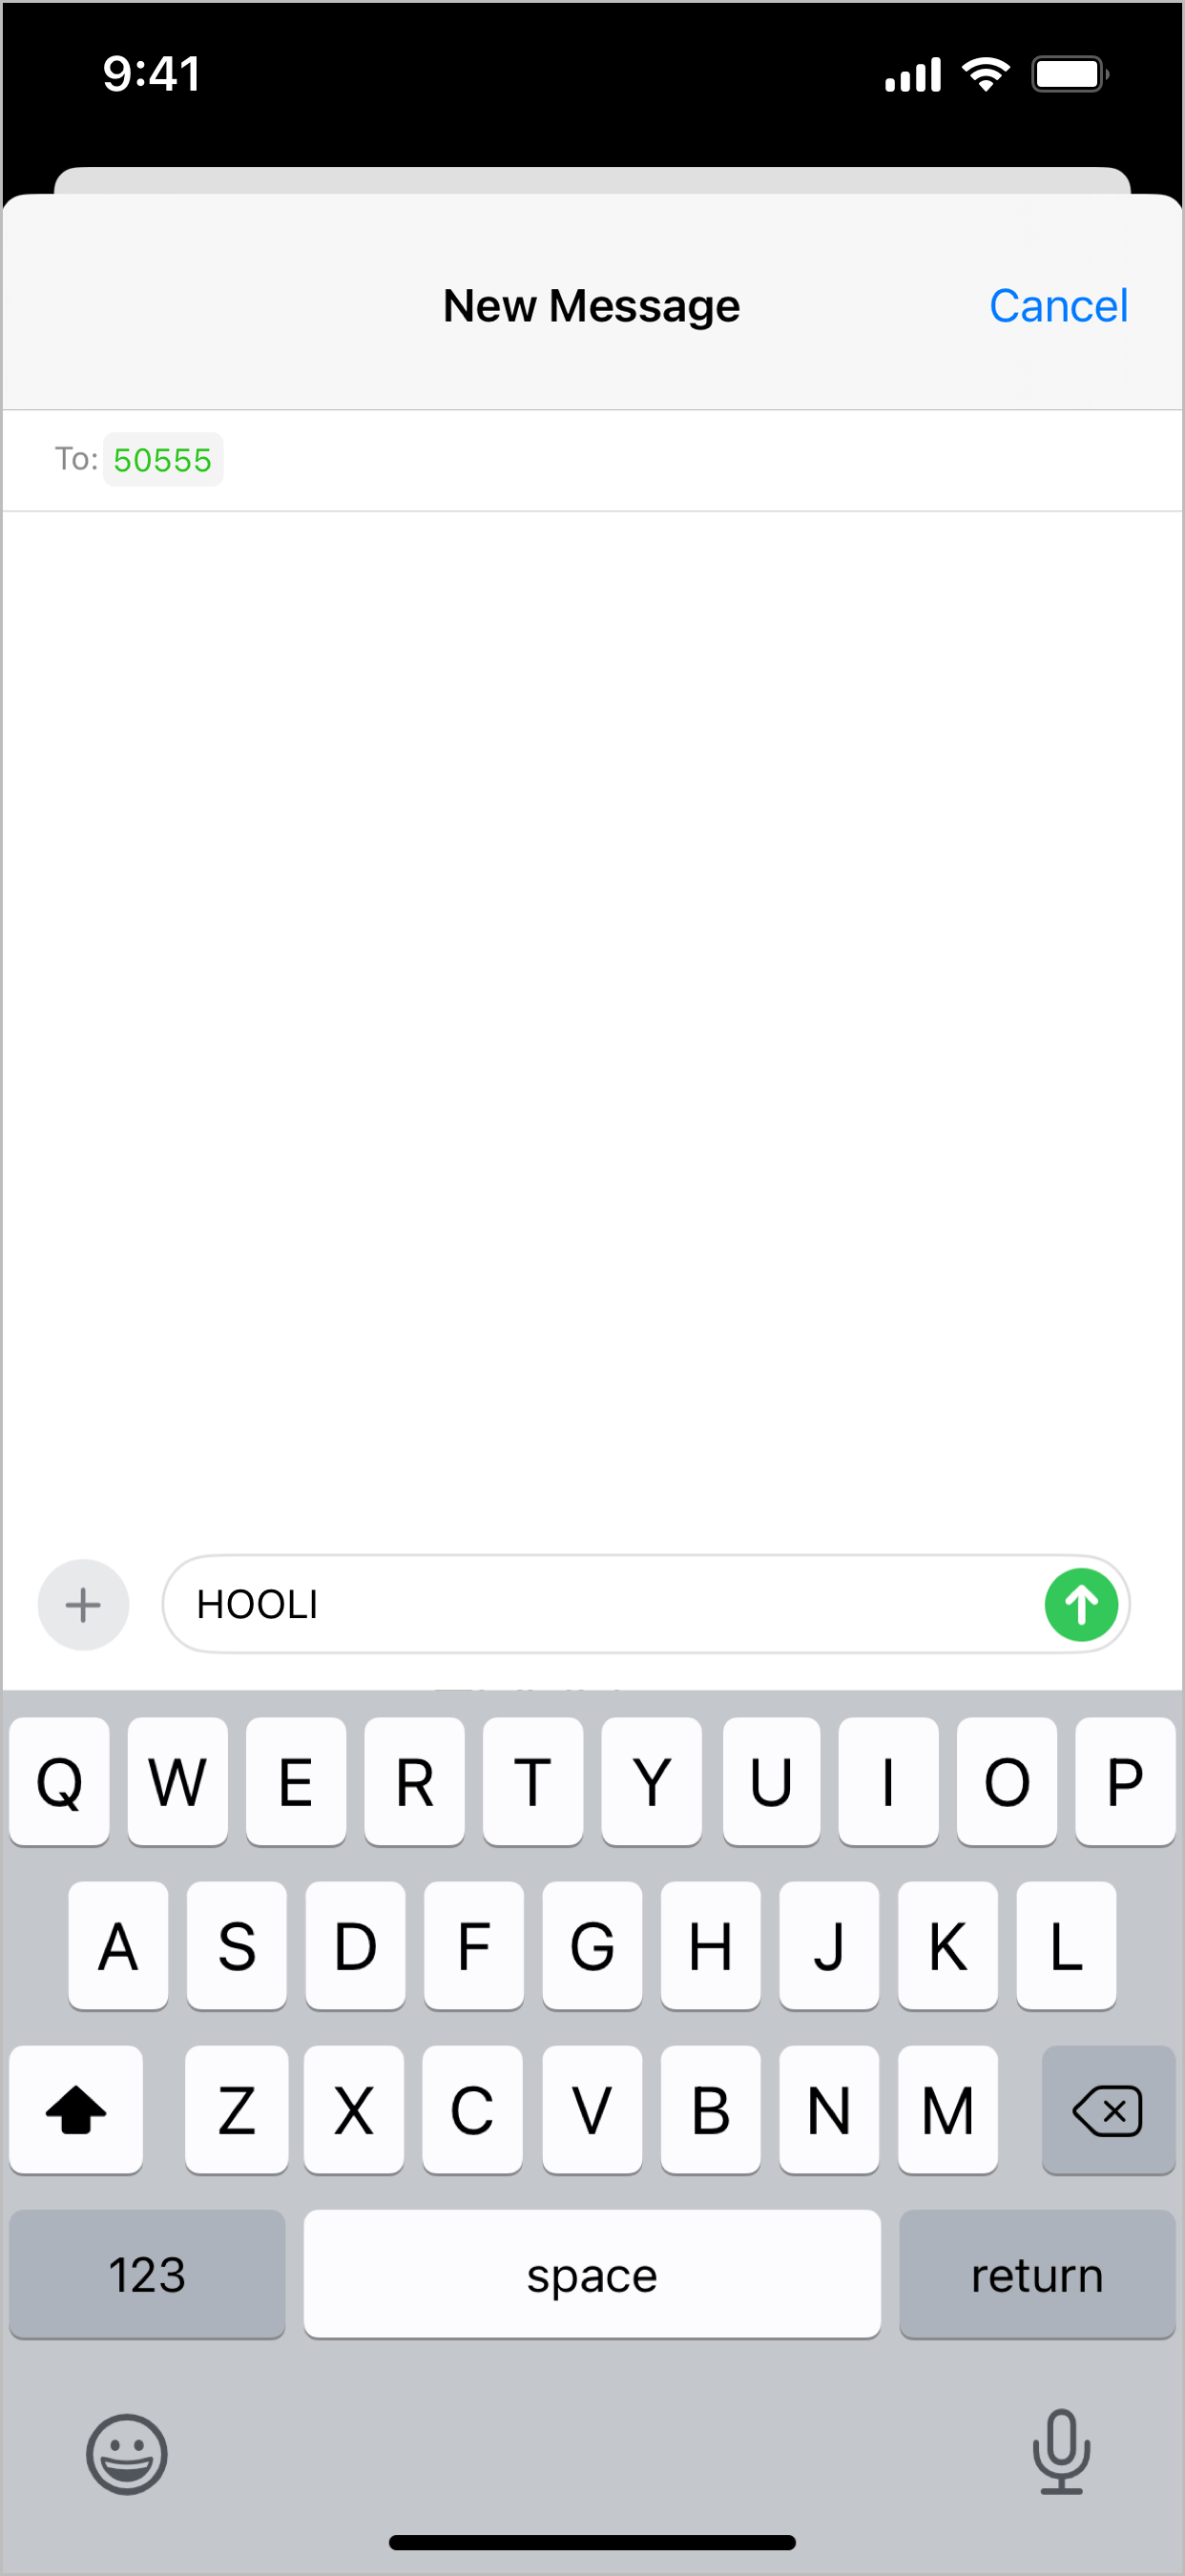 9:41
New Message
Cancel
To: 50555
HOOLI
Q W E R T Y U I O P
A S D F G H J K L
Z X C V B N M
123 space return